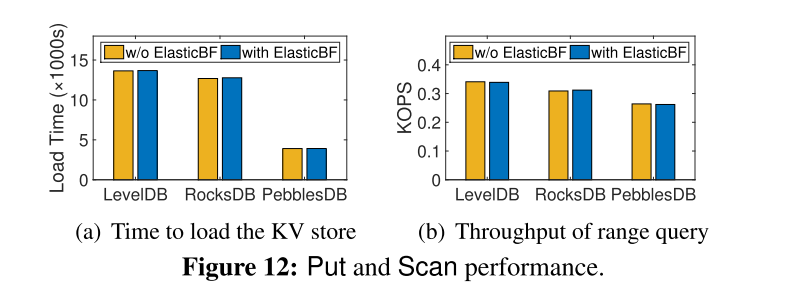 w/o ElasticBF with ElasticBF
Load Time (×1000s)
15
10
5
0
LevelDB RocksDB PebblesDB
(a) Time to load the KV store
w/o ElasticBF with ElasticBF
KOPS
0.4
0.3
0.2
0.1
0
LevelDB RocksDB PebblesDB
(b) Throughput of range query
Figure 12: Put and Scan performance.